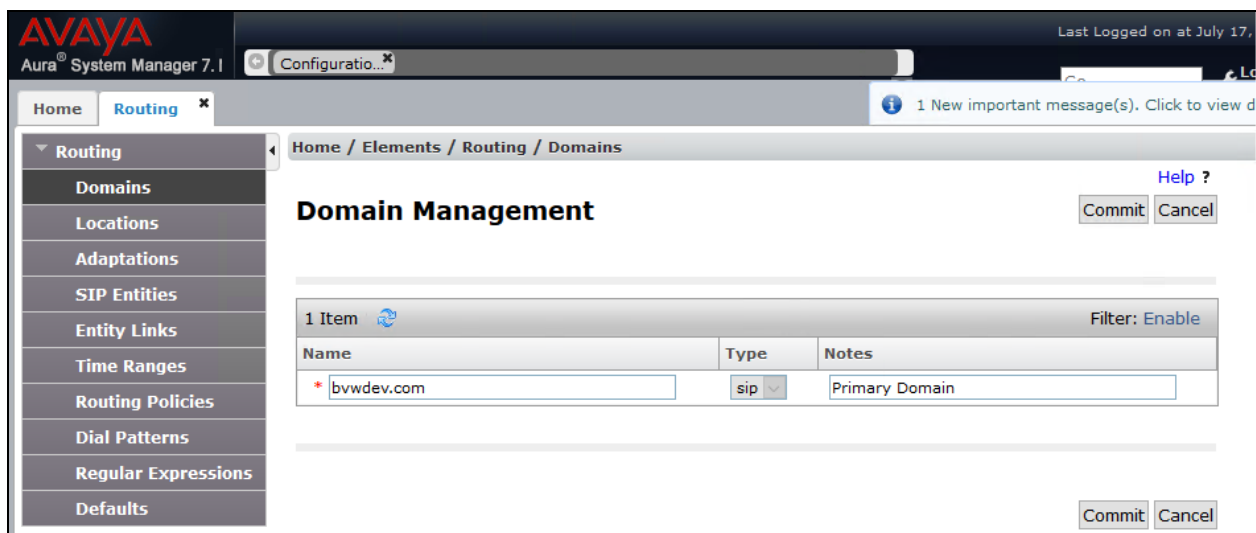 AVAYA
Last Logged on at July 17,
Aura® System Manager 7.1
Configuratio...
Home Routing
1 New important message(s). Click to view d
Routing
Home / Elements / Routing / Domains
Help ?
Domains
Domain Management
Commit Cancel
Locations
Adaptations
SIP Entities
1 Item Filter: Enable
Entity Links
Name Type Notes
Time Ranges
* bvwdev.com sip Primary Domain
Routing Policies
Dial Patterns
Regular Expressions
Defaults
Commit Cancel